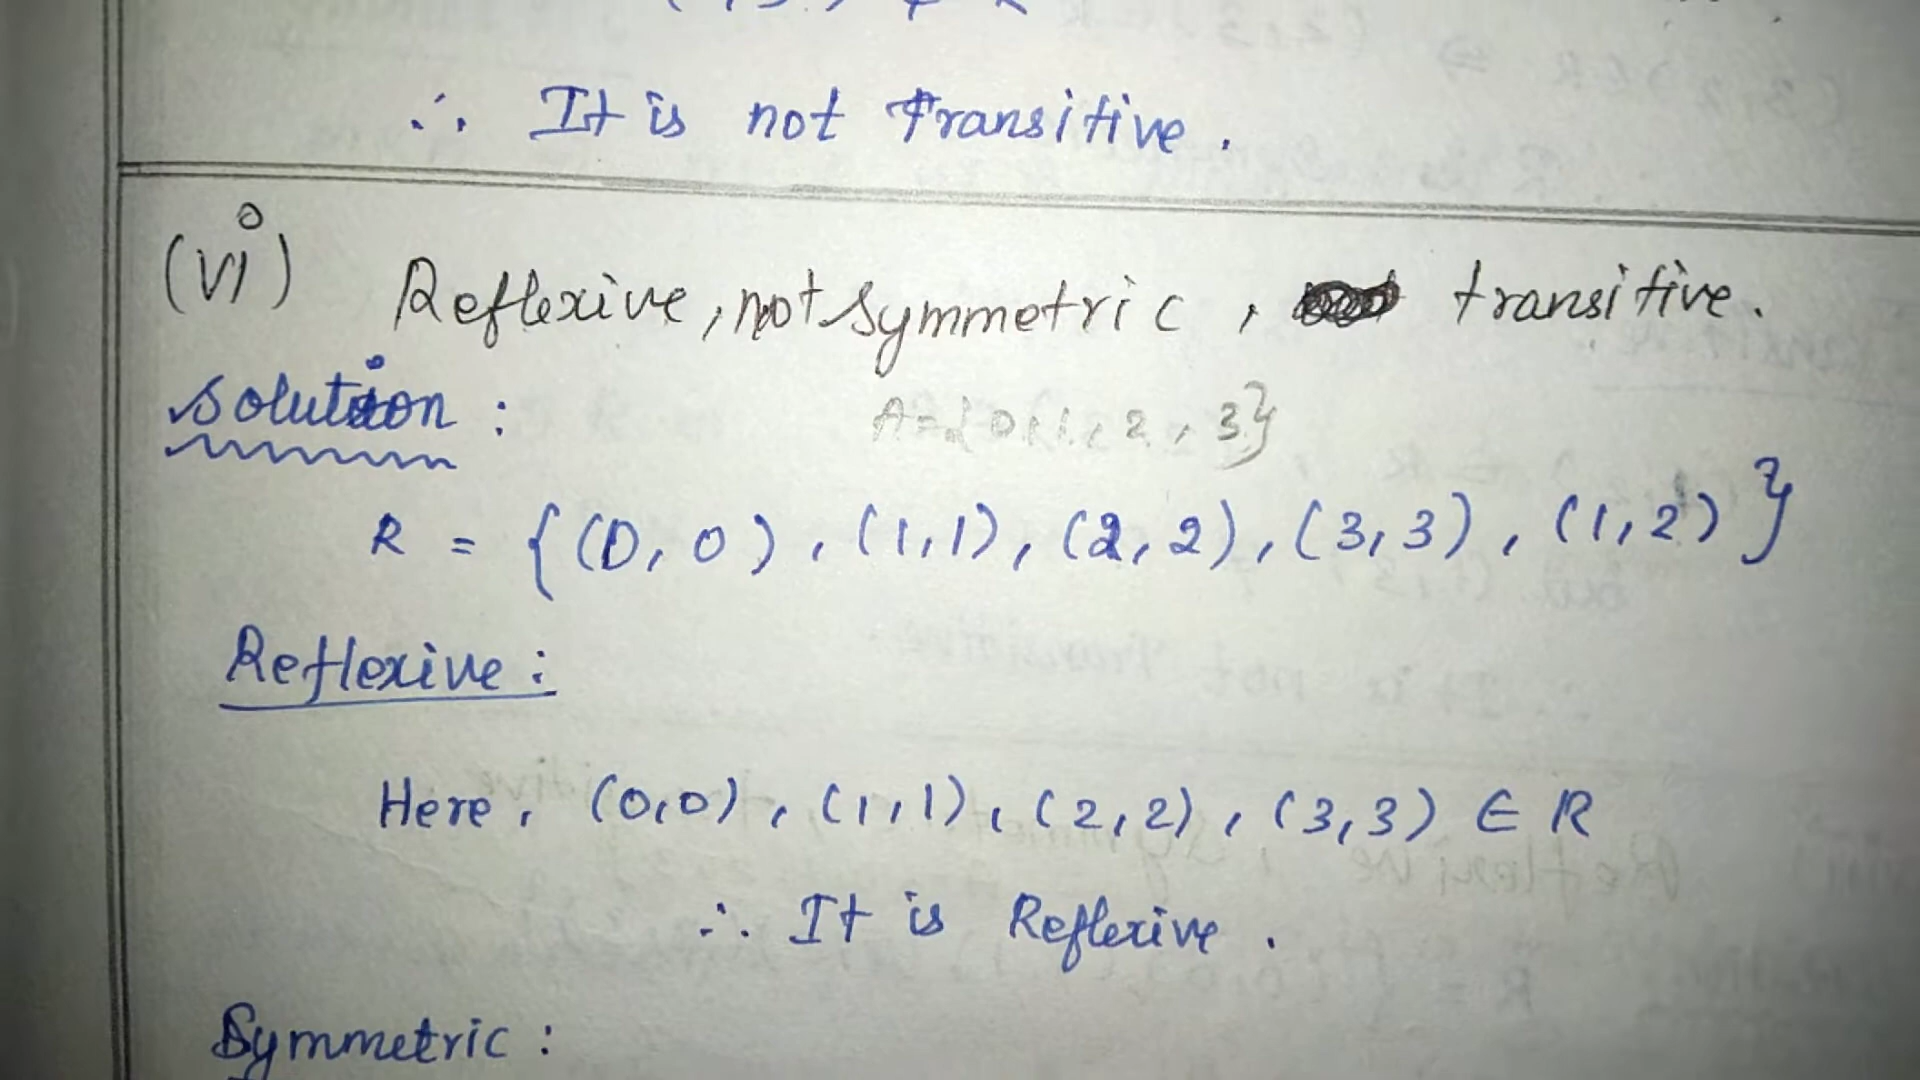 ∴ It is not Transitive.
(vi) Reflexive, not symmetric, transitive.
Solution:
A={0,1,2,3}
R = {(0,0), (1,1), (2,2), (3,3), (1,2)}
Reflexive:
Here, (0,0), (1,1), (2,2), (3,3) ∈ R
∴ It is Reflexive.
Symmetric: